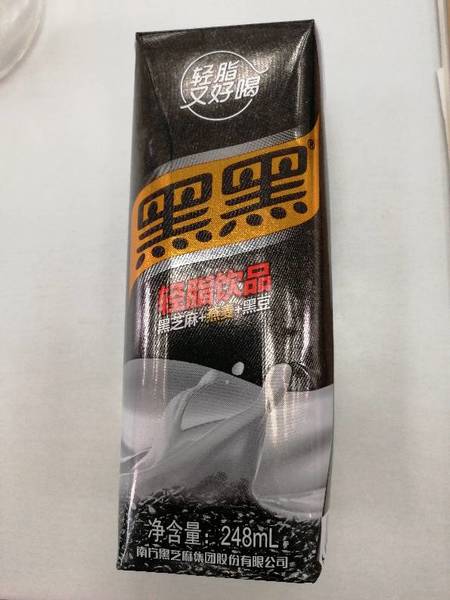 轻脂
又好喝
黑黑®
轻脂饮品
黑芝麻+燕麦+黑豆
净含量：248mL
南方黑芝麻集团股份有限公司